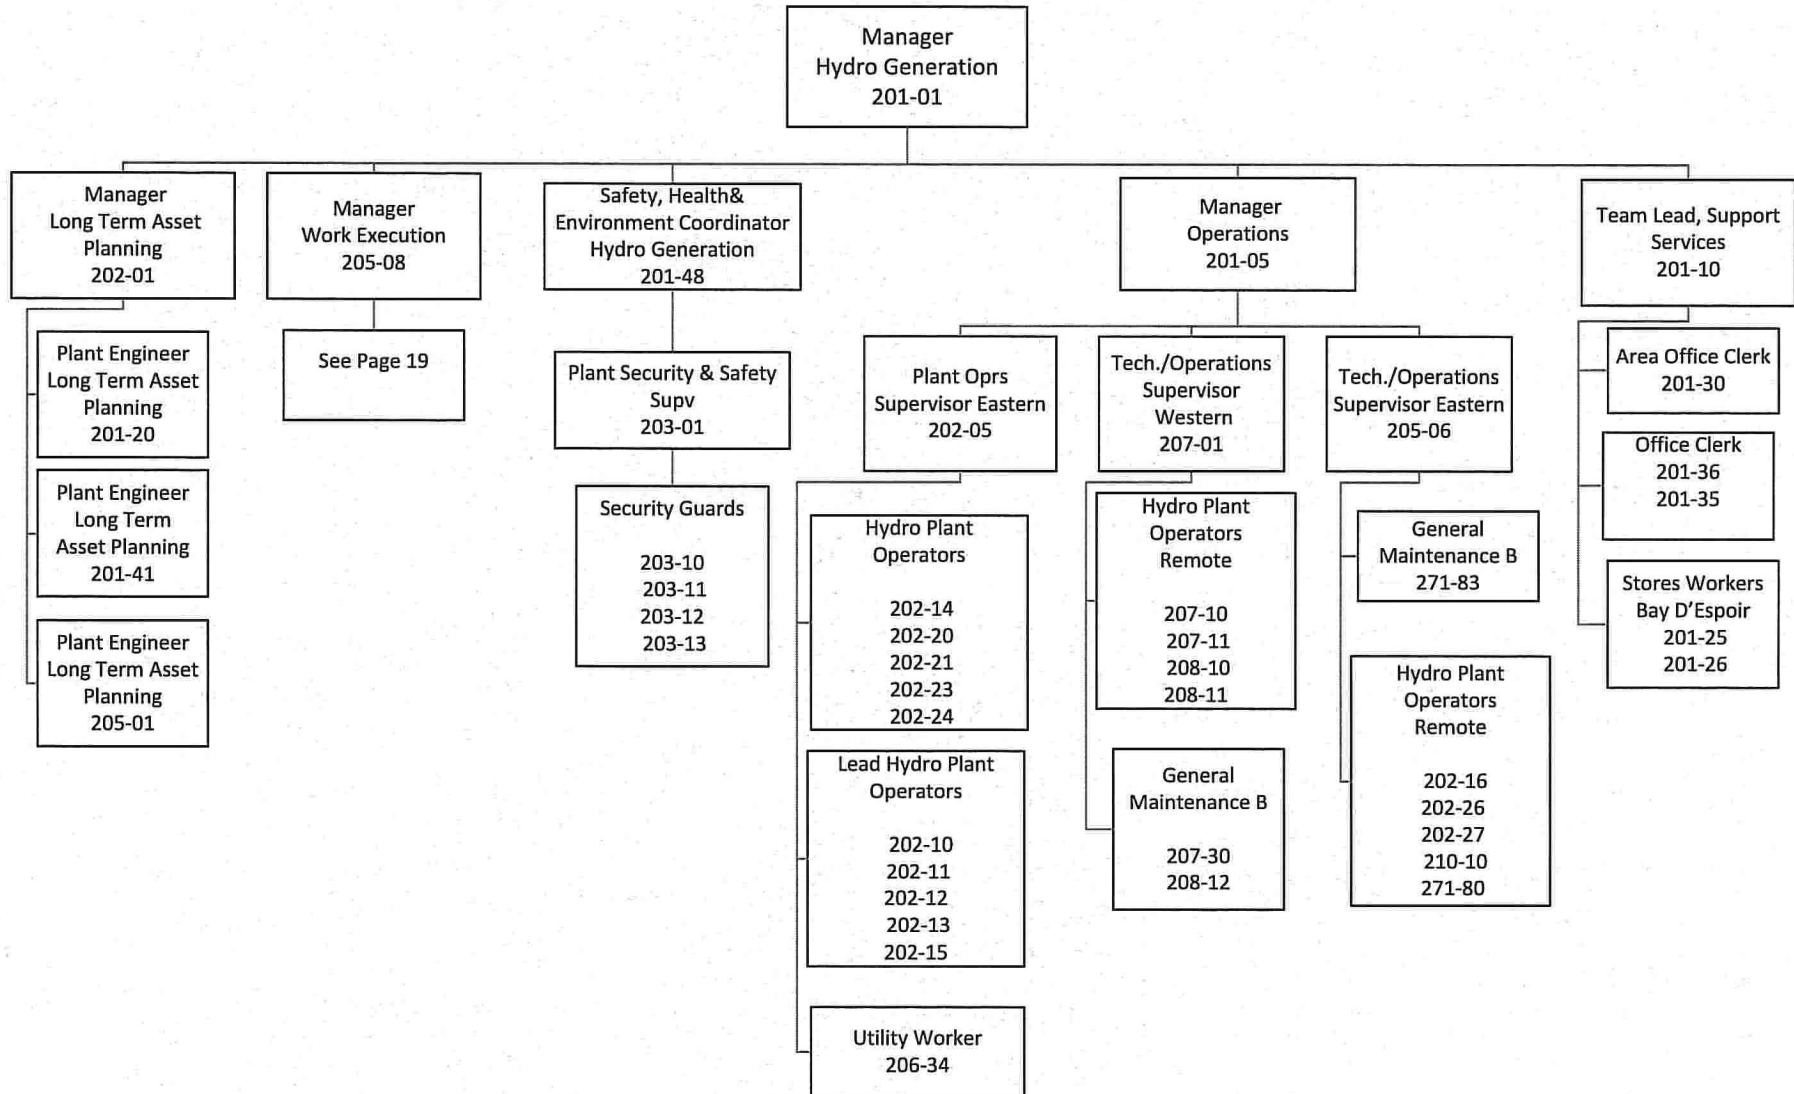 Manager
Hydro Generation
201-01
Manager
Long Term Asset
Planning
202-01
Manager
Work Execution
205-08
Safety, Health&
Environment Coordinator
Hydro Generation
201-48
Manager
Operations
201-05
Team Lead, Support
Services
201-10
Plant Engineer
Long Term Asset
Planning
201-20
Plant Engineer
Long Term
Asset Planning
201-41
Plant Engineer
Long Term Asset
Planning
205-01
See Page 19
Plant Security & Safety
Supv
203-01
Security Guards
203-10
203-11
203-12
203-13
Plant Oprs
Supervisor Eastern
202-05
Hydro Plant
Operators
202-14
202-20
202-21
202-23
202-24
Lead Hydro Plant
Operators
202-10
202-11
202-12
202-13
202-15
Utility Worker
206-34
Tech./Operations
Supervisor
Western
207-01
Hydro Plant
Operators
Remote
207-10
207-11
208-10
208-11
General
Maintenance B
207-30
208-12
Tech./Operations
Supervisor Eastern
205-06
General
Maintenance B
271-83
Hydro Plant
Operators
Remote
202-16
202-26
202-27
210-10
271-80
Area Office Clerk
201-30
Office Clerk
201-36
201-35
Stores Workers
Bay D’Espoir
201-25
201-26